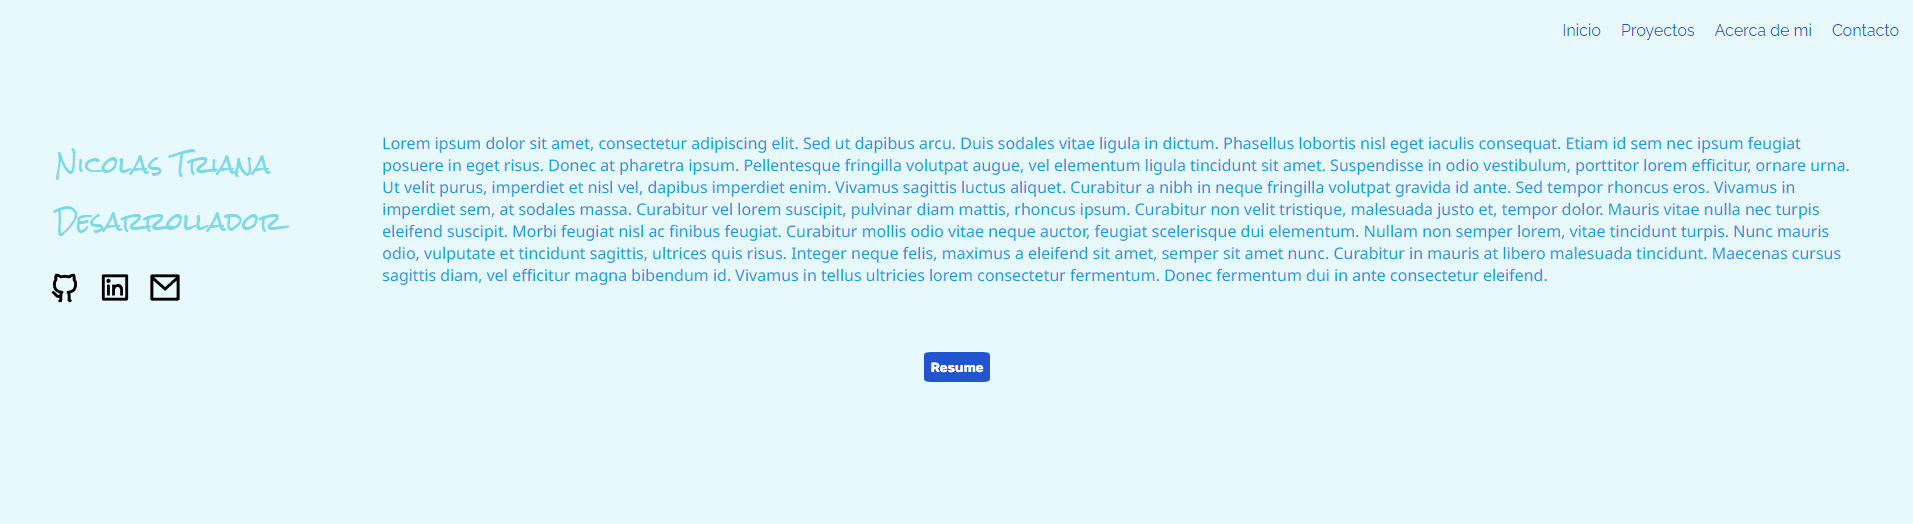 Inicio Proyectos Acerca de mi Contacto
Nicolas Triana
Desarrollador
Lorem ipsum dolor sit amet, consectetur adipiscing elit. Sed ut dapibus arcu. Duis sodales vitae ligula in dictum. Phasellus lobortis nisl eget iaculis consequat. Etiam id sem nec ipsum feugiat
posuere in eget risus. Donec at pharetra ipsum. Pellentesque fringilla volutpat augue, vel elementum ligula tincidunt sit amet. Suspendisse in odio vestibulum, porttitor lorem efficitur, ornare urna.
Ut velit purus, imperdiet et nisl vel, dapibus imperdiet enim. Vivamus sagittis luctus aliquet. Curabitur a nibh in neque fringilla volutpat gravida id ante. Sed tempor rhoncus eros. Vivamus in
imperdiet sem, at sodales massa. Curabitur vel lorem suscipit, pulvinar diam mattis, rhoncus ipsum. Curabitur non velit tristique, malesuada justo et, tempor dolor. Mauris vitae nulla nec turpis
eleifend suscipit. Morbi feugiat nisl ac finibus feugiat. Curabitur mollis odio vitae neque auctor, feugiat scelerisque dui elementum. Nullam non semper lorem, vitae tincidunt turpis. Nunc mauris
odio, vulputate et tincidunt sagittis, ultrices quis risus. Integer neque felis, maximus a eleifend sit amet, semper sit amet nunc. Curabitur in mauris at libero malesuada tincidunt. Maecenas cursus
sagittis diam, vel efficitur magna bibendum id. Vivamus in tellus ultricies lorem consectetur fermentum. Donec fermentum dui in ante consectetur eleifend.
Resume